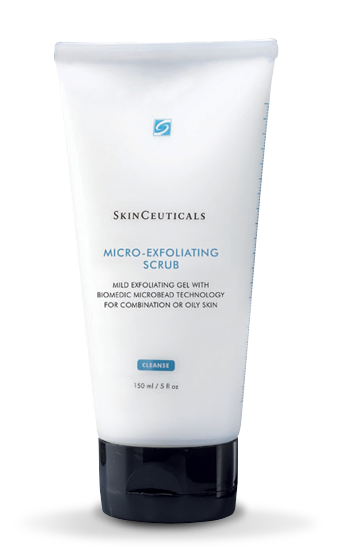 SKINCEUTICALS
MICRO-EXFOLIATING
SCRUB
MILD EXFOLIATING GEL WITH
BIOMEDIC MICROBEAD TECHNOLOGY
FOR COMBINATION OR OILY SKIN
CLEANSE
150 ml / 5 fl oz